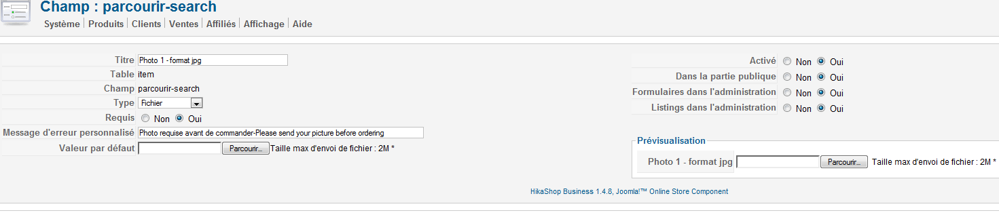 Champ : parcourir-search
Système Produits Clients Ventes Affiliés Affichage Aide
Titre Photo 1 - format jpg
Table item
Champ parcourir-search
Type Fichier
Requis Non Oui
Message d'erreur personnalisé Photo requise avant de commander-Please send your picture before ordering
Valeur par défaut Parcourir... Taille max d'envoi de fichier : 2M *
Activé Non Oui
Dans la partie publique Non Oui
Formulaires dans l'administration Non Oui
Listings dans l'administration Non Oui
Prévisualisation
Photo 1 - format jpg Parcourir... Taille max d'envoi de fichier : 2M *
HikaShop Business 1.4.8, Joomla!™ Online Store Component